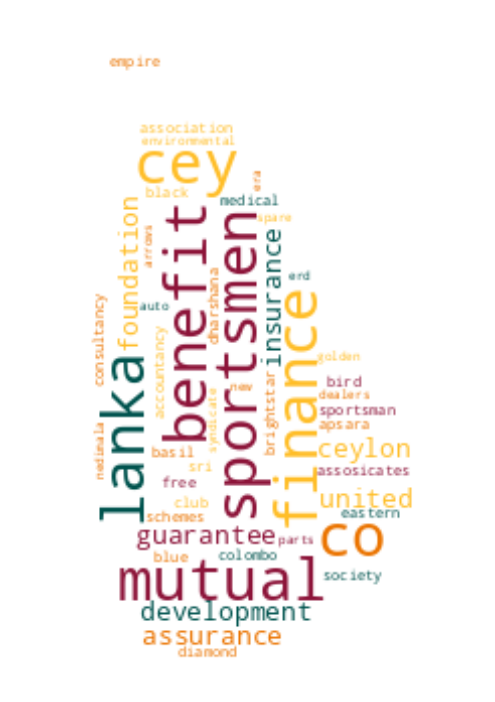 empire
association
environmental
cey
black
era
medical
spare
foundation
arrows
benefit
sportsmen
insurance
dharshana
erd
auto
finance
consultancy
accountancy
lanka
golden
new
brightstar
bird
dealers
syndicate
sportsman
apsara
nedimala
basil
ceylon
sri
assosicates
free
united
club
eastern
schemes
guarantee
parts
co
blue
colombo
mutual
society
development
assurance
diamond